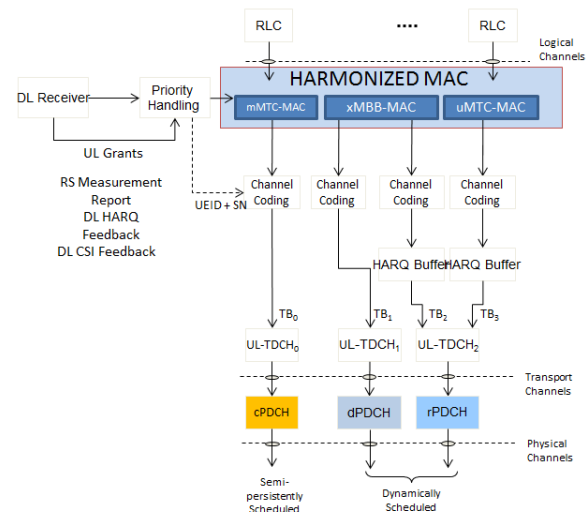 RLC
....
RLC
Logical
Channels
HARMONIZED MAC
DL Receiver
Priority
Handling
mMTC-MAC
xMBB-MAC
uMTC-MAC
UL Grants
RS Measurement
Report
DL HARQ
Feedback
DL CSI Feedback
UEID + SN
Channel
Coding
Channel
Coding
Channel
Coding
Channel
Coding
HARQ Buffer
HARQ Buffer
TB0
TB1
TB2
TB3
UL-TDCH0
UL-TDCH1
UL-TDCH2
Transport
Channels
cPDCH
dPDCH
rPDCH
Physical
Channels
Semi-
persistently
Scheduled
Dynamically
Scheduled